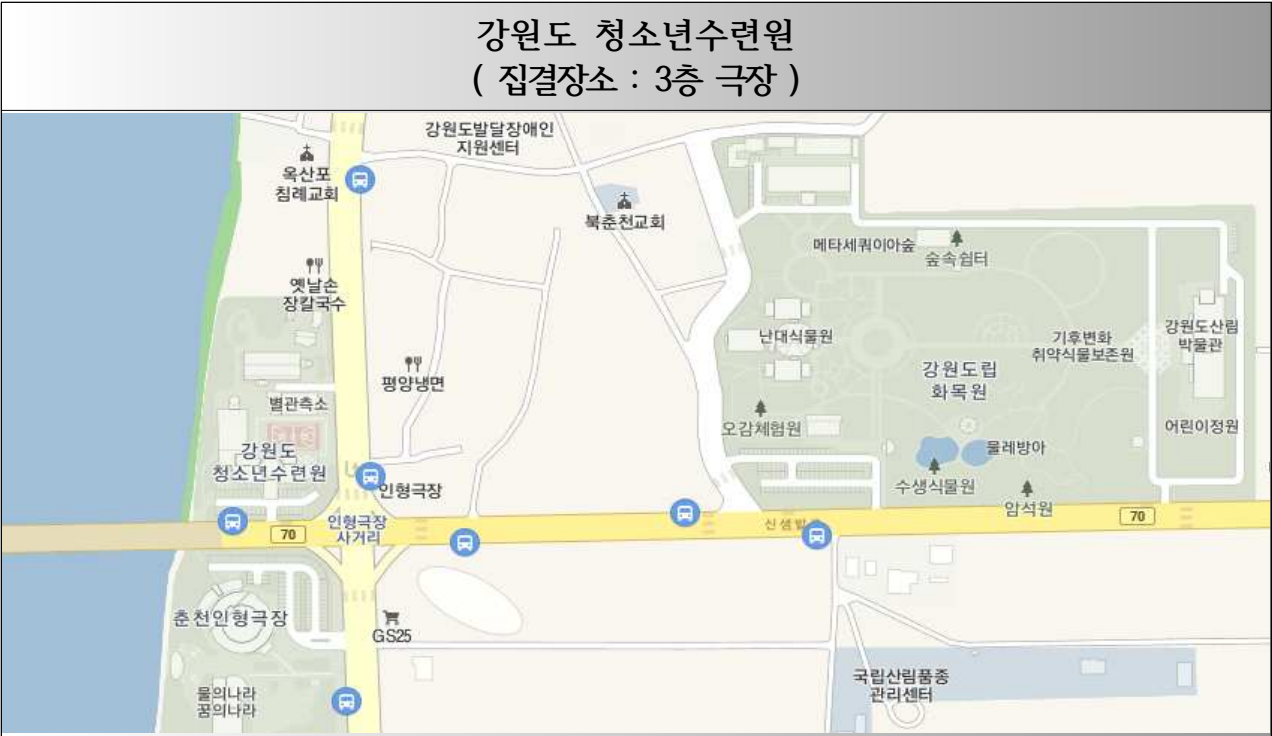 강원도 청소년수련원
( 집결장소 : 3층 극장 )
강원도발달장애인
지원센터
옥산포
침례교회
북춘천교회
메타세쿼이아숲
숲속쉼터
옛날손
장칼국수
난대식물원
기후변화
취약식물보존원
강원도산림
박물관
평양냉면
강원도립
화목원
별관측소
오감체험원
어린이정원
강원도
청소년수련원
물레방아
수생식물원
인형극장
암석원
70
인형극장
사거리
신샘밭
70
춘천인형극장
GS25
국립산림품종
관리센터
물의나라
꿈의나라